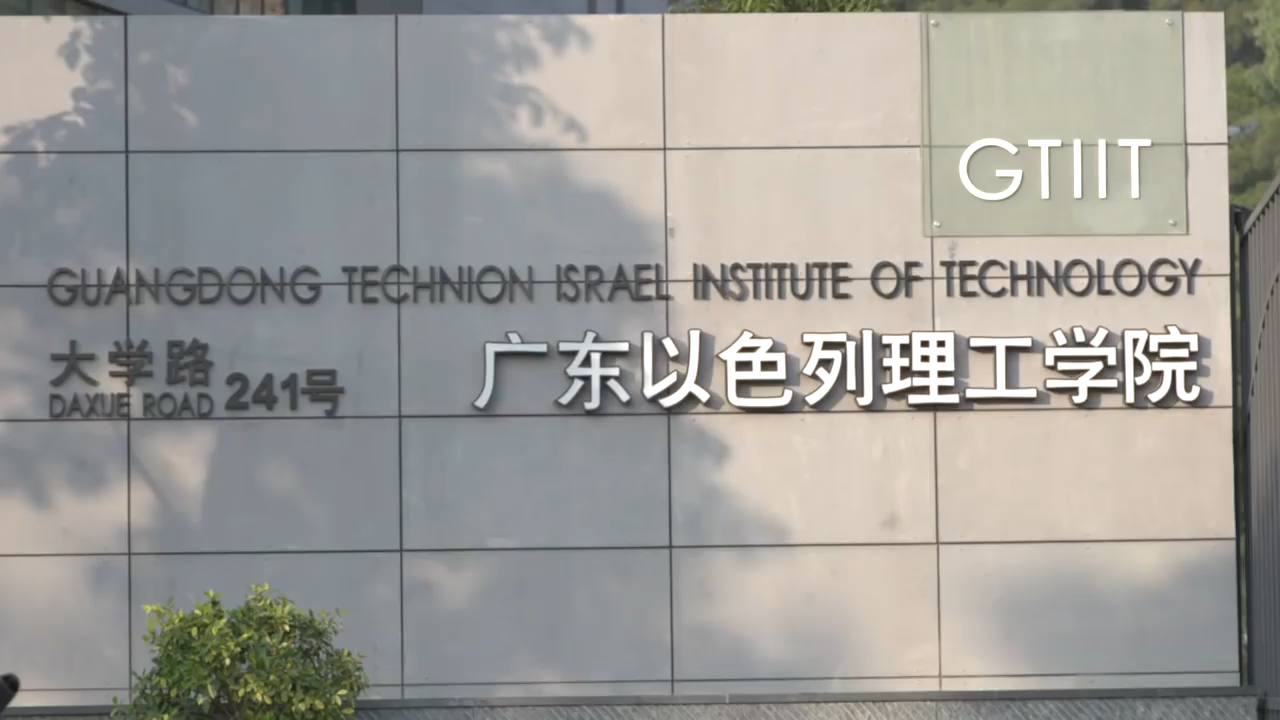 GTIIT
GUANGDONG TECHNION ISRAEL INSTITUTE OF TECHNOLOGY
广东以色列理工学院
大学路 241号
DAXUE ROAD